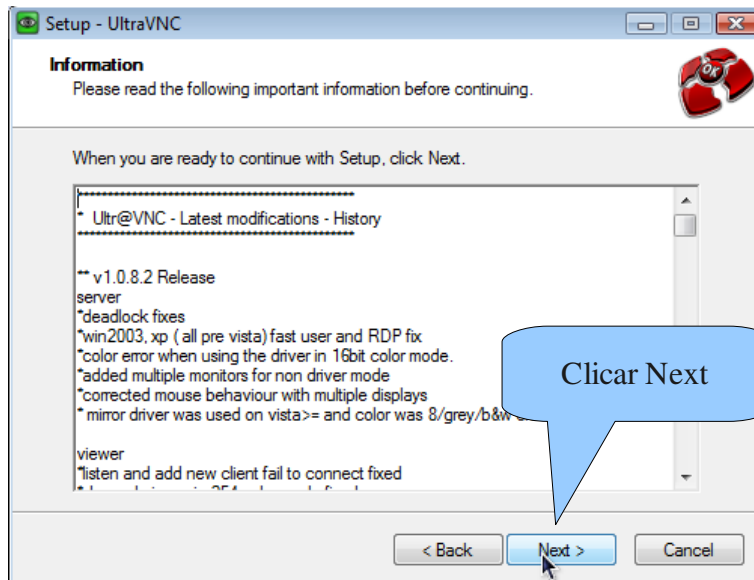 Setup - UltraVNC
Information
Please read the following important information before continuing.
OK
When you are ready to continue with Setup, click Next.
**********************************************
* Ultr@VNC - Latest modifications - History
**********************************************
** v1.0.8.2 Release
server
*deadlock fixes
*win2003, xp ( all pre vista) fast user and RDP fix
*color error when using the driver in 16bit color mode.
*added multiple monitors for non driver mode
*corrected mouse behaviour with multiple displays
* mirror driver was used on vista>= and color was 8/grey/b&w
viewer
*listen and add new client fail to connect fixed
Clicar Next
< Back
Next >
Cancel